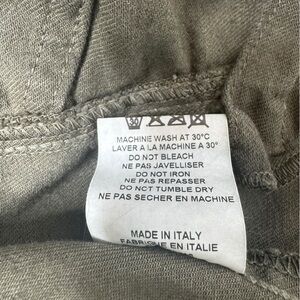 30
MACHINE WASH AT 30°C
LAVER A LA MACHINE A 30°
DO NOT BLEACH
NE PAS JAVELLISER
DO NOT IRON
NE PAS REPASSER
DO NOT TUMBLE DRY
NE PAS SECHER EN MACHINE
MADE IN ITALY
FABRIQUE EN ITALIE